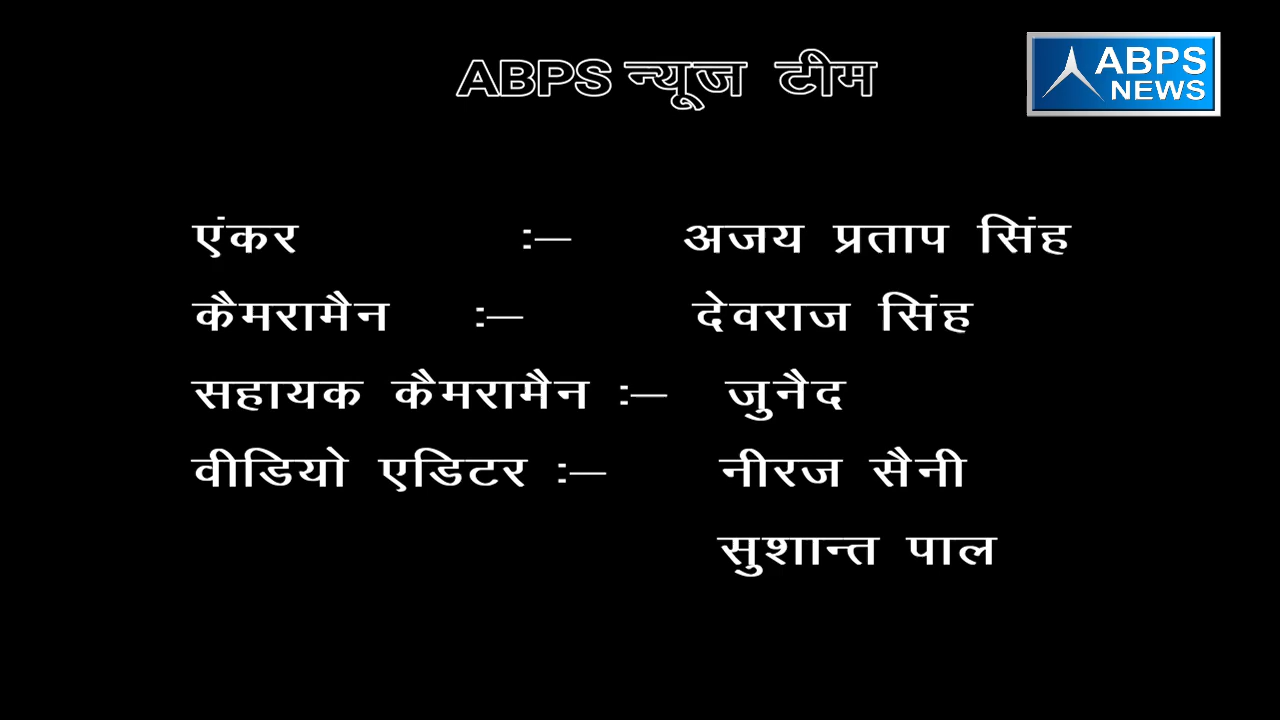 ABPS न्यूज टीम
ABPS
NEWS
एंकर :— अजय प्रताप सिंह
कैमरामैन :— देवराज सिंह
सहायक कैमरामैन :— जुनैद
वीडियो एडिटर :— नीरज सैनी
सुशान्त पाल